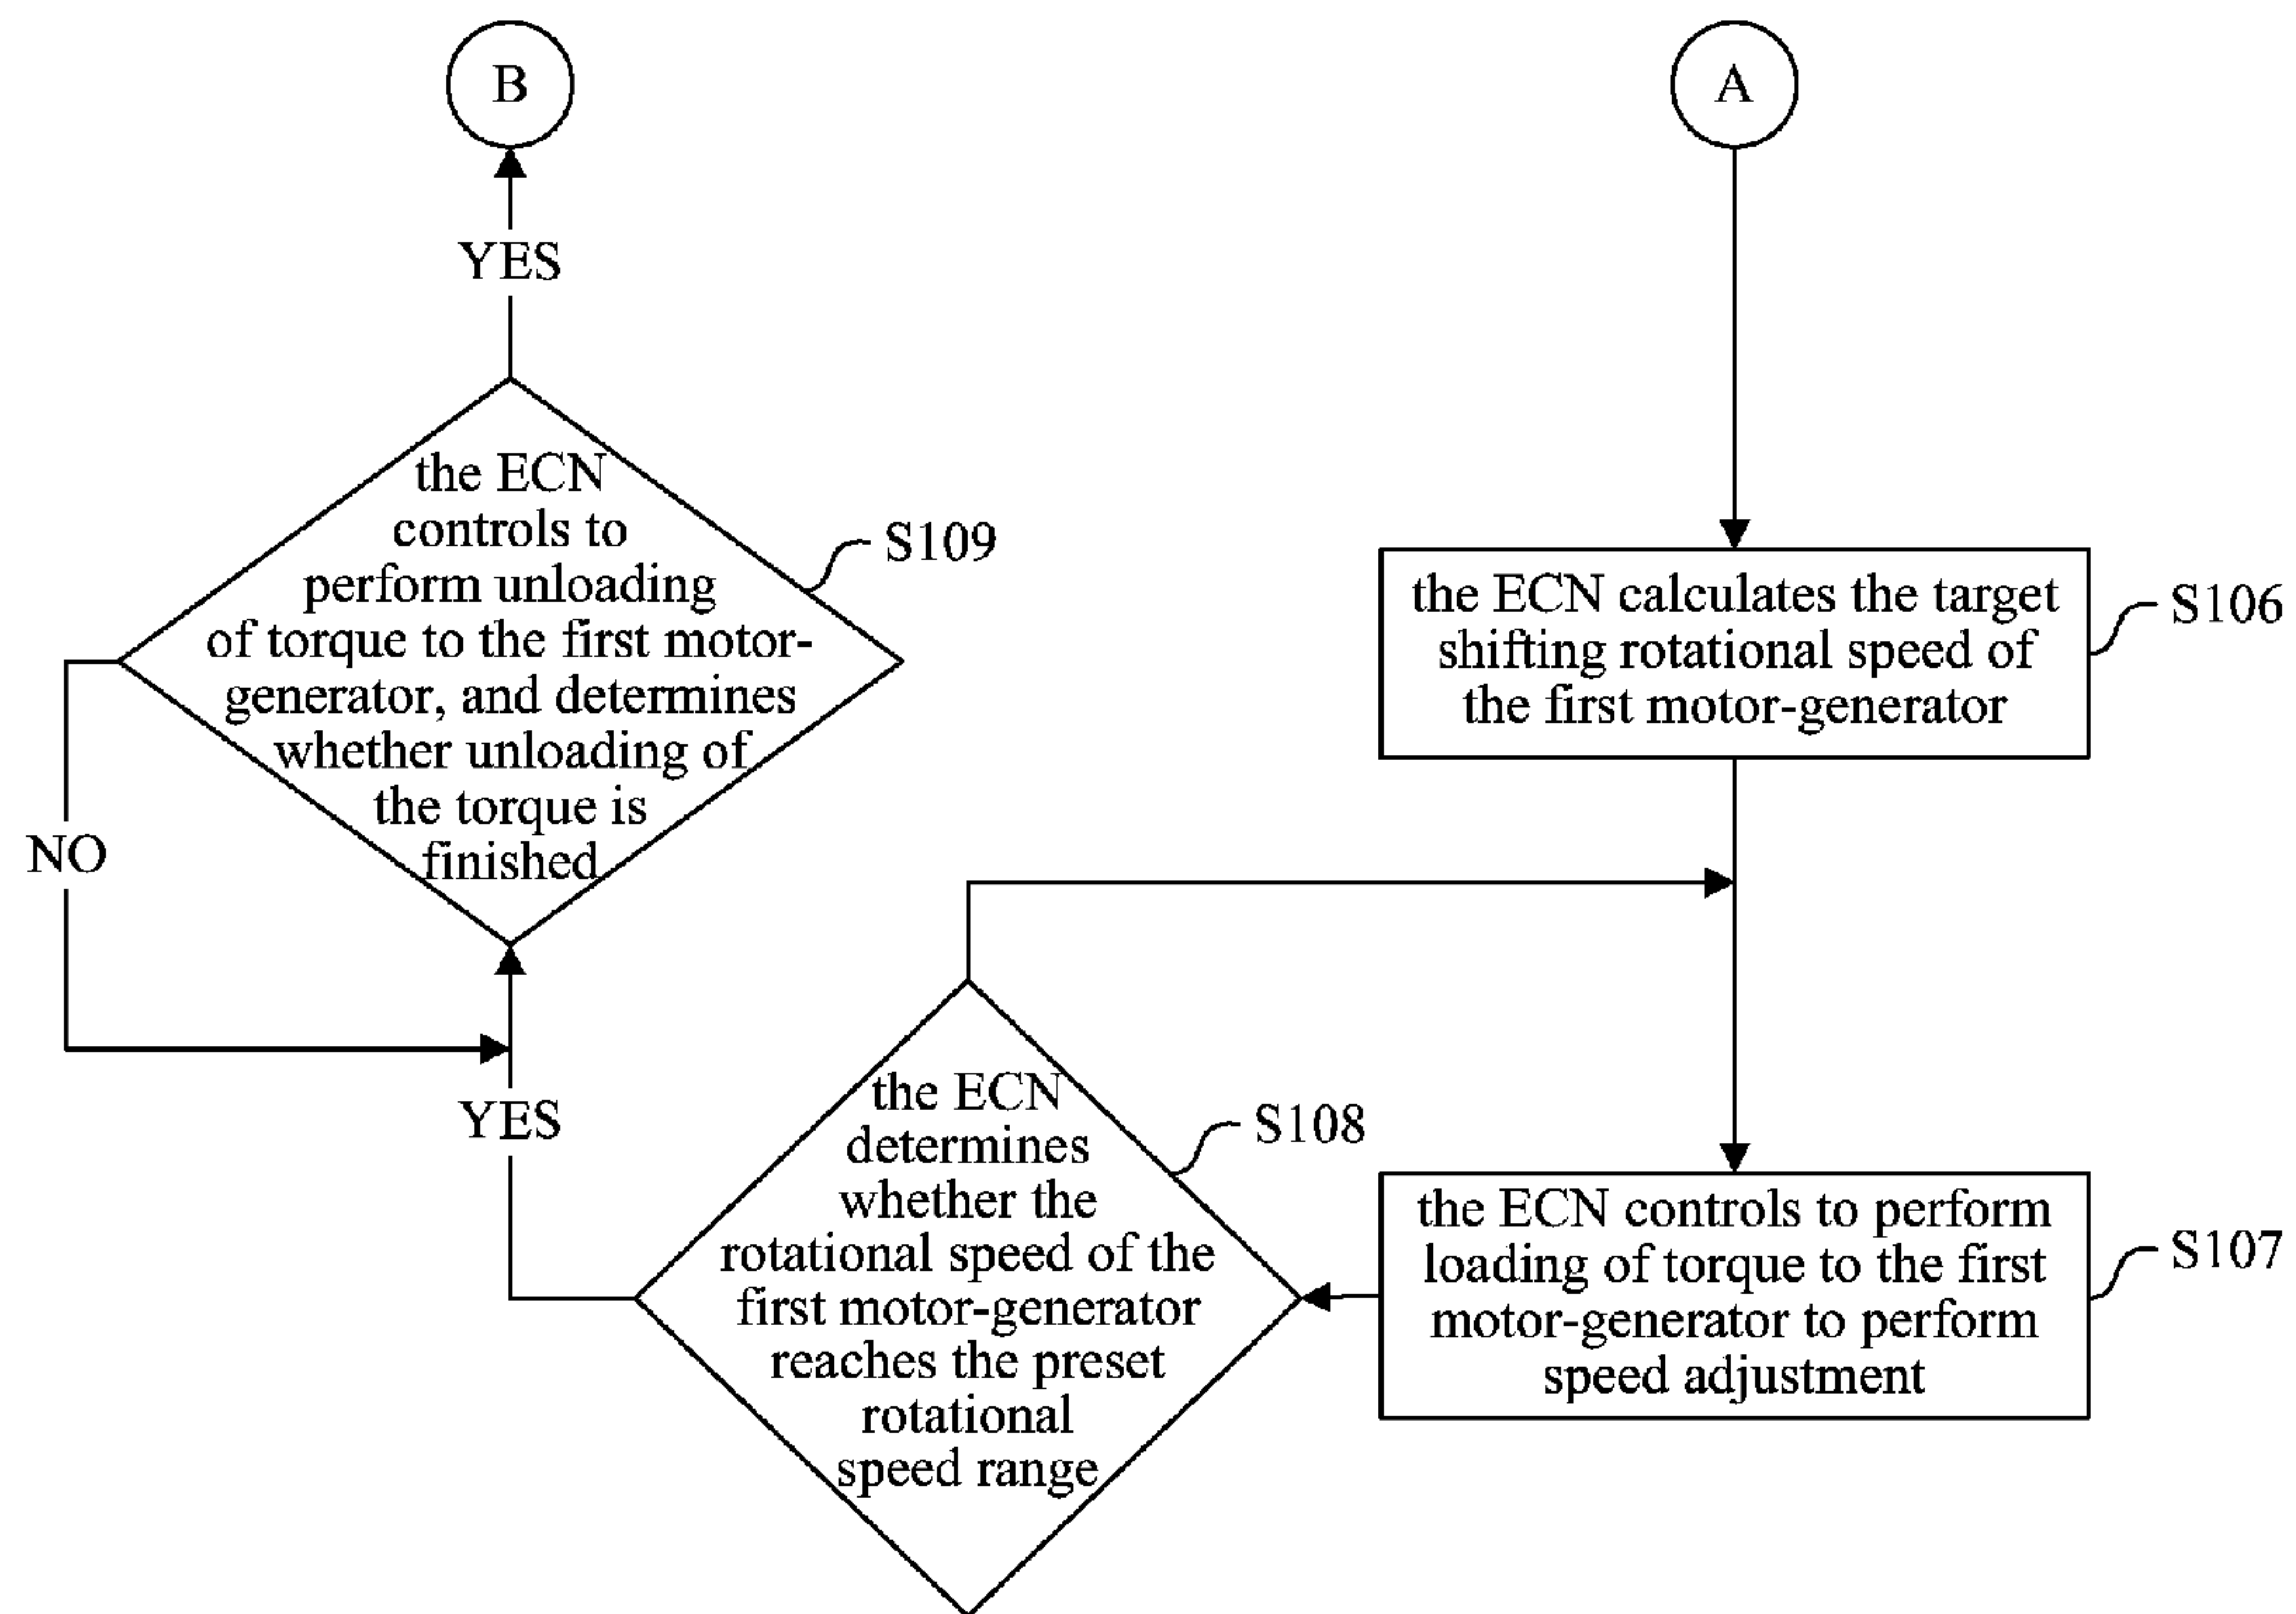 B
A
YES
the ECN
controls to
perform unloading
of torque to the first motor-
generator, and determines
whether unloading of
the torque is
finished
S109
NO
the ECN calculates the target
shifting rotational speed of
the first motor-generator
S106
YES
the ECN
determines
whether the
rotational speed of the
first motor-generator
reaches the preset
rotational
speed range
S108
the ECN controls to perform
loading of torque to the first
motor-generator to perform
speed adjustment
S107